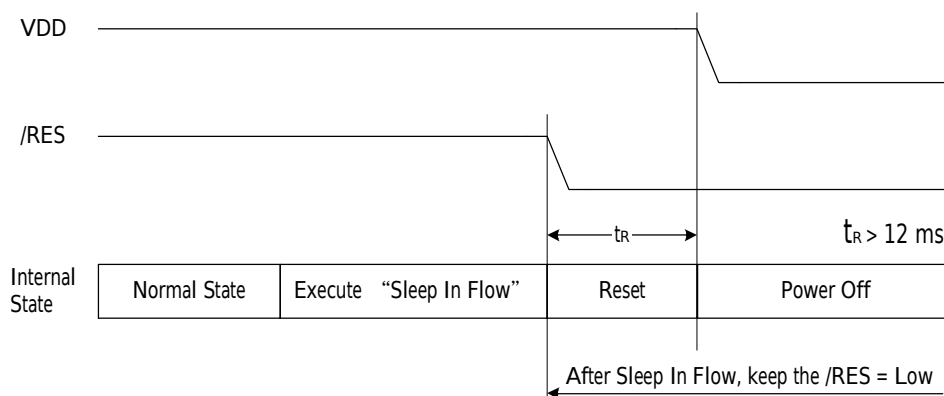 VDD
/RES
tR
tR > 12 ms
Internal State
Normal State
Execute “Sleep In Flow”
Reset
Power Off
After Sleep In Flow, keep the /RES = Low